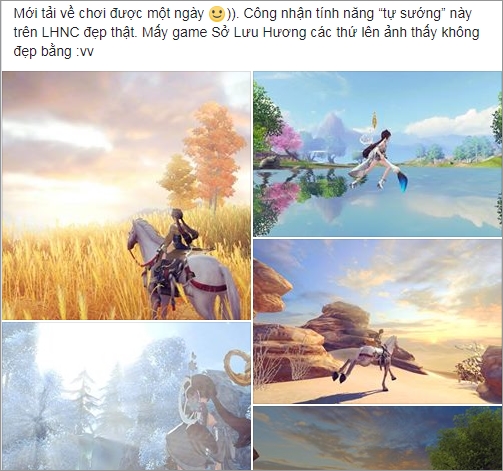 Mới tải về chơi được một ngày 🙂)). Công nhận tính năng “tự sướng” này
trên LHNC đẹp thật. Mấy game Sở Lưu Hương các thứ lên ảnh thấy không
đẹp bằng :vv